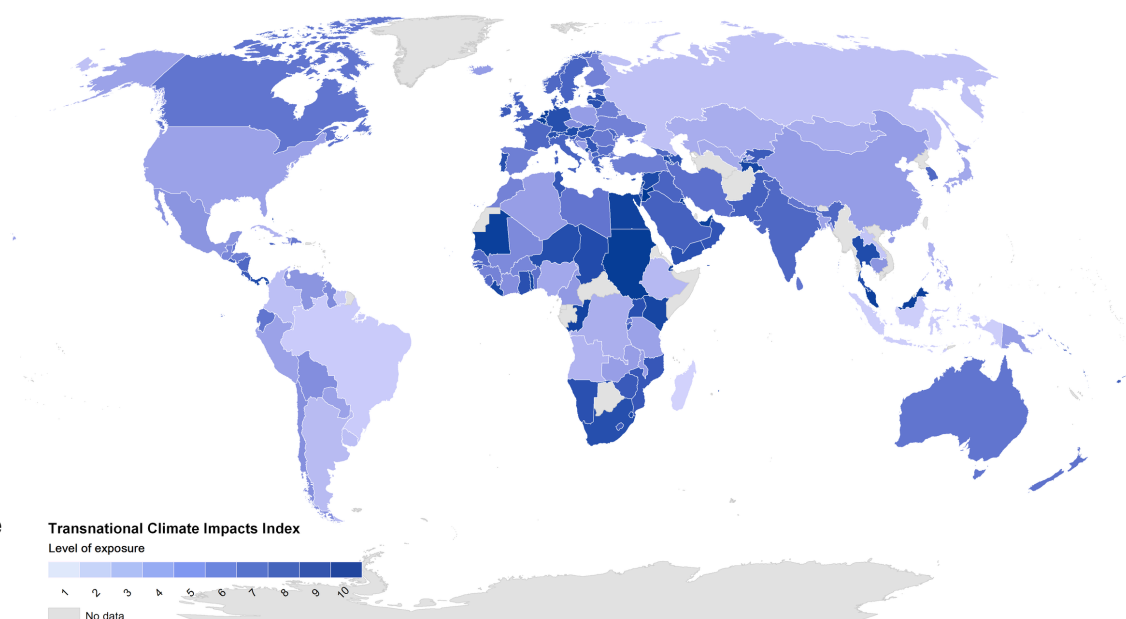 Transnational Climate Impacts Index
Level of exposure
1 2 3 4 5 6 7 8 9 10
No data